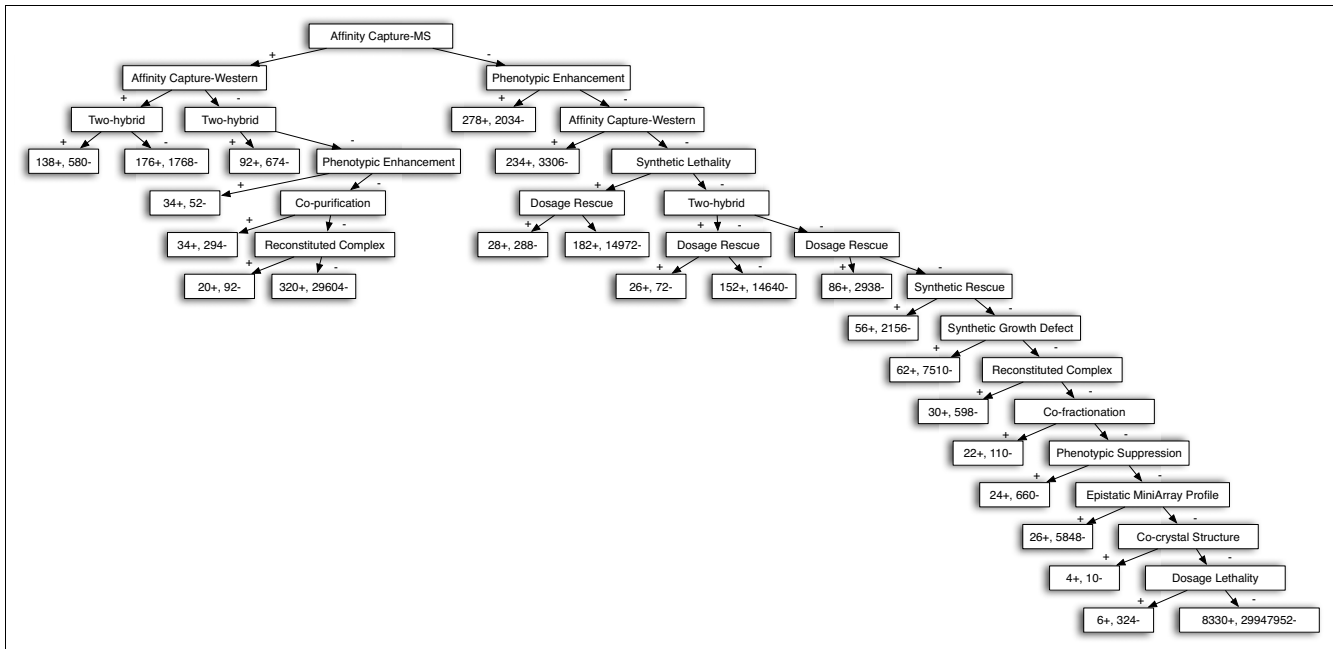 Affinity Capture-MS
+ -
Affinity Capture-Western Phenotypic Enhancement
+ - + -
Two-hybrid Two-hybrid 278+, 2034- Affinity Capture-Western
+ - + - + -
138+, 580- 176+, 1768- 92+, 674- Phenotypic Enhancement 234+, 3306- Synthetic Lethality
+ - + -
34+, 52- Co-purification Dosage Rescue Two-hybrid
+ - + - + - -
34+, 294- Reconstituted Complex 28+, 288- 182+, 14972- Dosage Rescue Dosage Rescue
+ - + - + -
20+, 92- 320+, 29604- 26+, 72- 152+, 14640- 86+, 2938- Synthetic Rescue
+ -
56+, 2156- Synthetic Growth Defect
+ -
62+, 7510- Reconstituted Complex
+ -
30+, 598- Co-fractionation
+ -
22+, 110- Phenotypic Suppression
+ -
24+, 660- Epistatic MiniArray Profile
+ -
26+, 5848- Co-crystal Structure
+ -
4+, 10- Dosage Lethality
+ -
6+, 324- 8330+, 29947952-